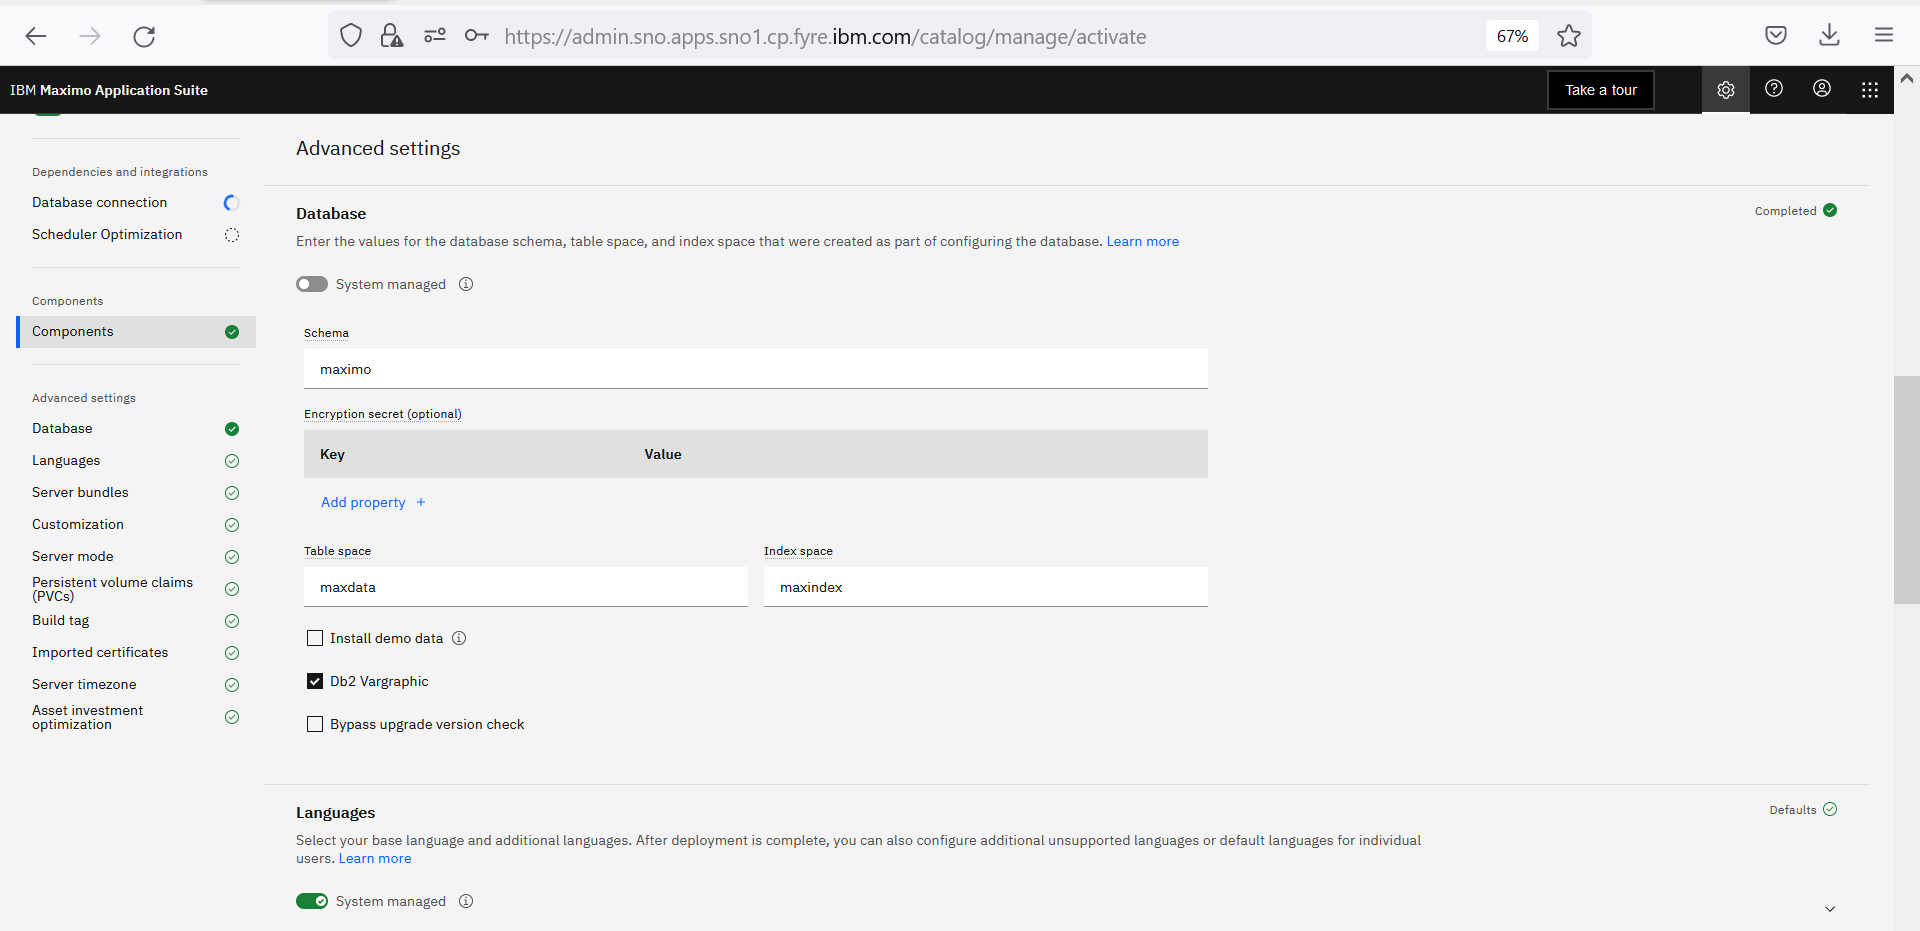 https://admin.sno.apps.sno1.cp.fyre.ibm.com/catalog/manage/activate
67%
IBM Maximo Application Suite
Take a tour
Dependencies and integrations
Database connection
Scheduler Optimization
Components
Components
Advanced settings
Database
Languages
Server bundles
Customization
Server mode
Persistent volume claims
(PVCs)
Build tag
Imported certificates
Server timezone
Asset investment
optimization
Advanced settings
Database
Completed
Enter the values for the database schema, table space, and index space that were created as part of configuring the database. Learn more
System managed
Schema
maximo
Encryption secret (optional)
Key Value
Add property +
Table space Index space
maxdata maxindex
Install demo data
Db2 Vargraphic
Bypass upgrade version check
Languages
Defaults
Select your base language and additional languages. After deployment is complete, you can also configure additional unsupported languages or default languages for individual
users. Learn more
System managed